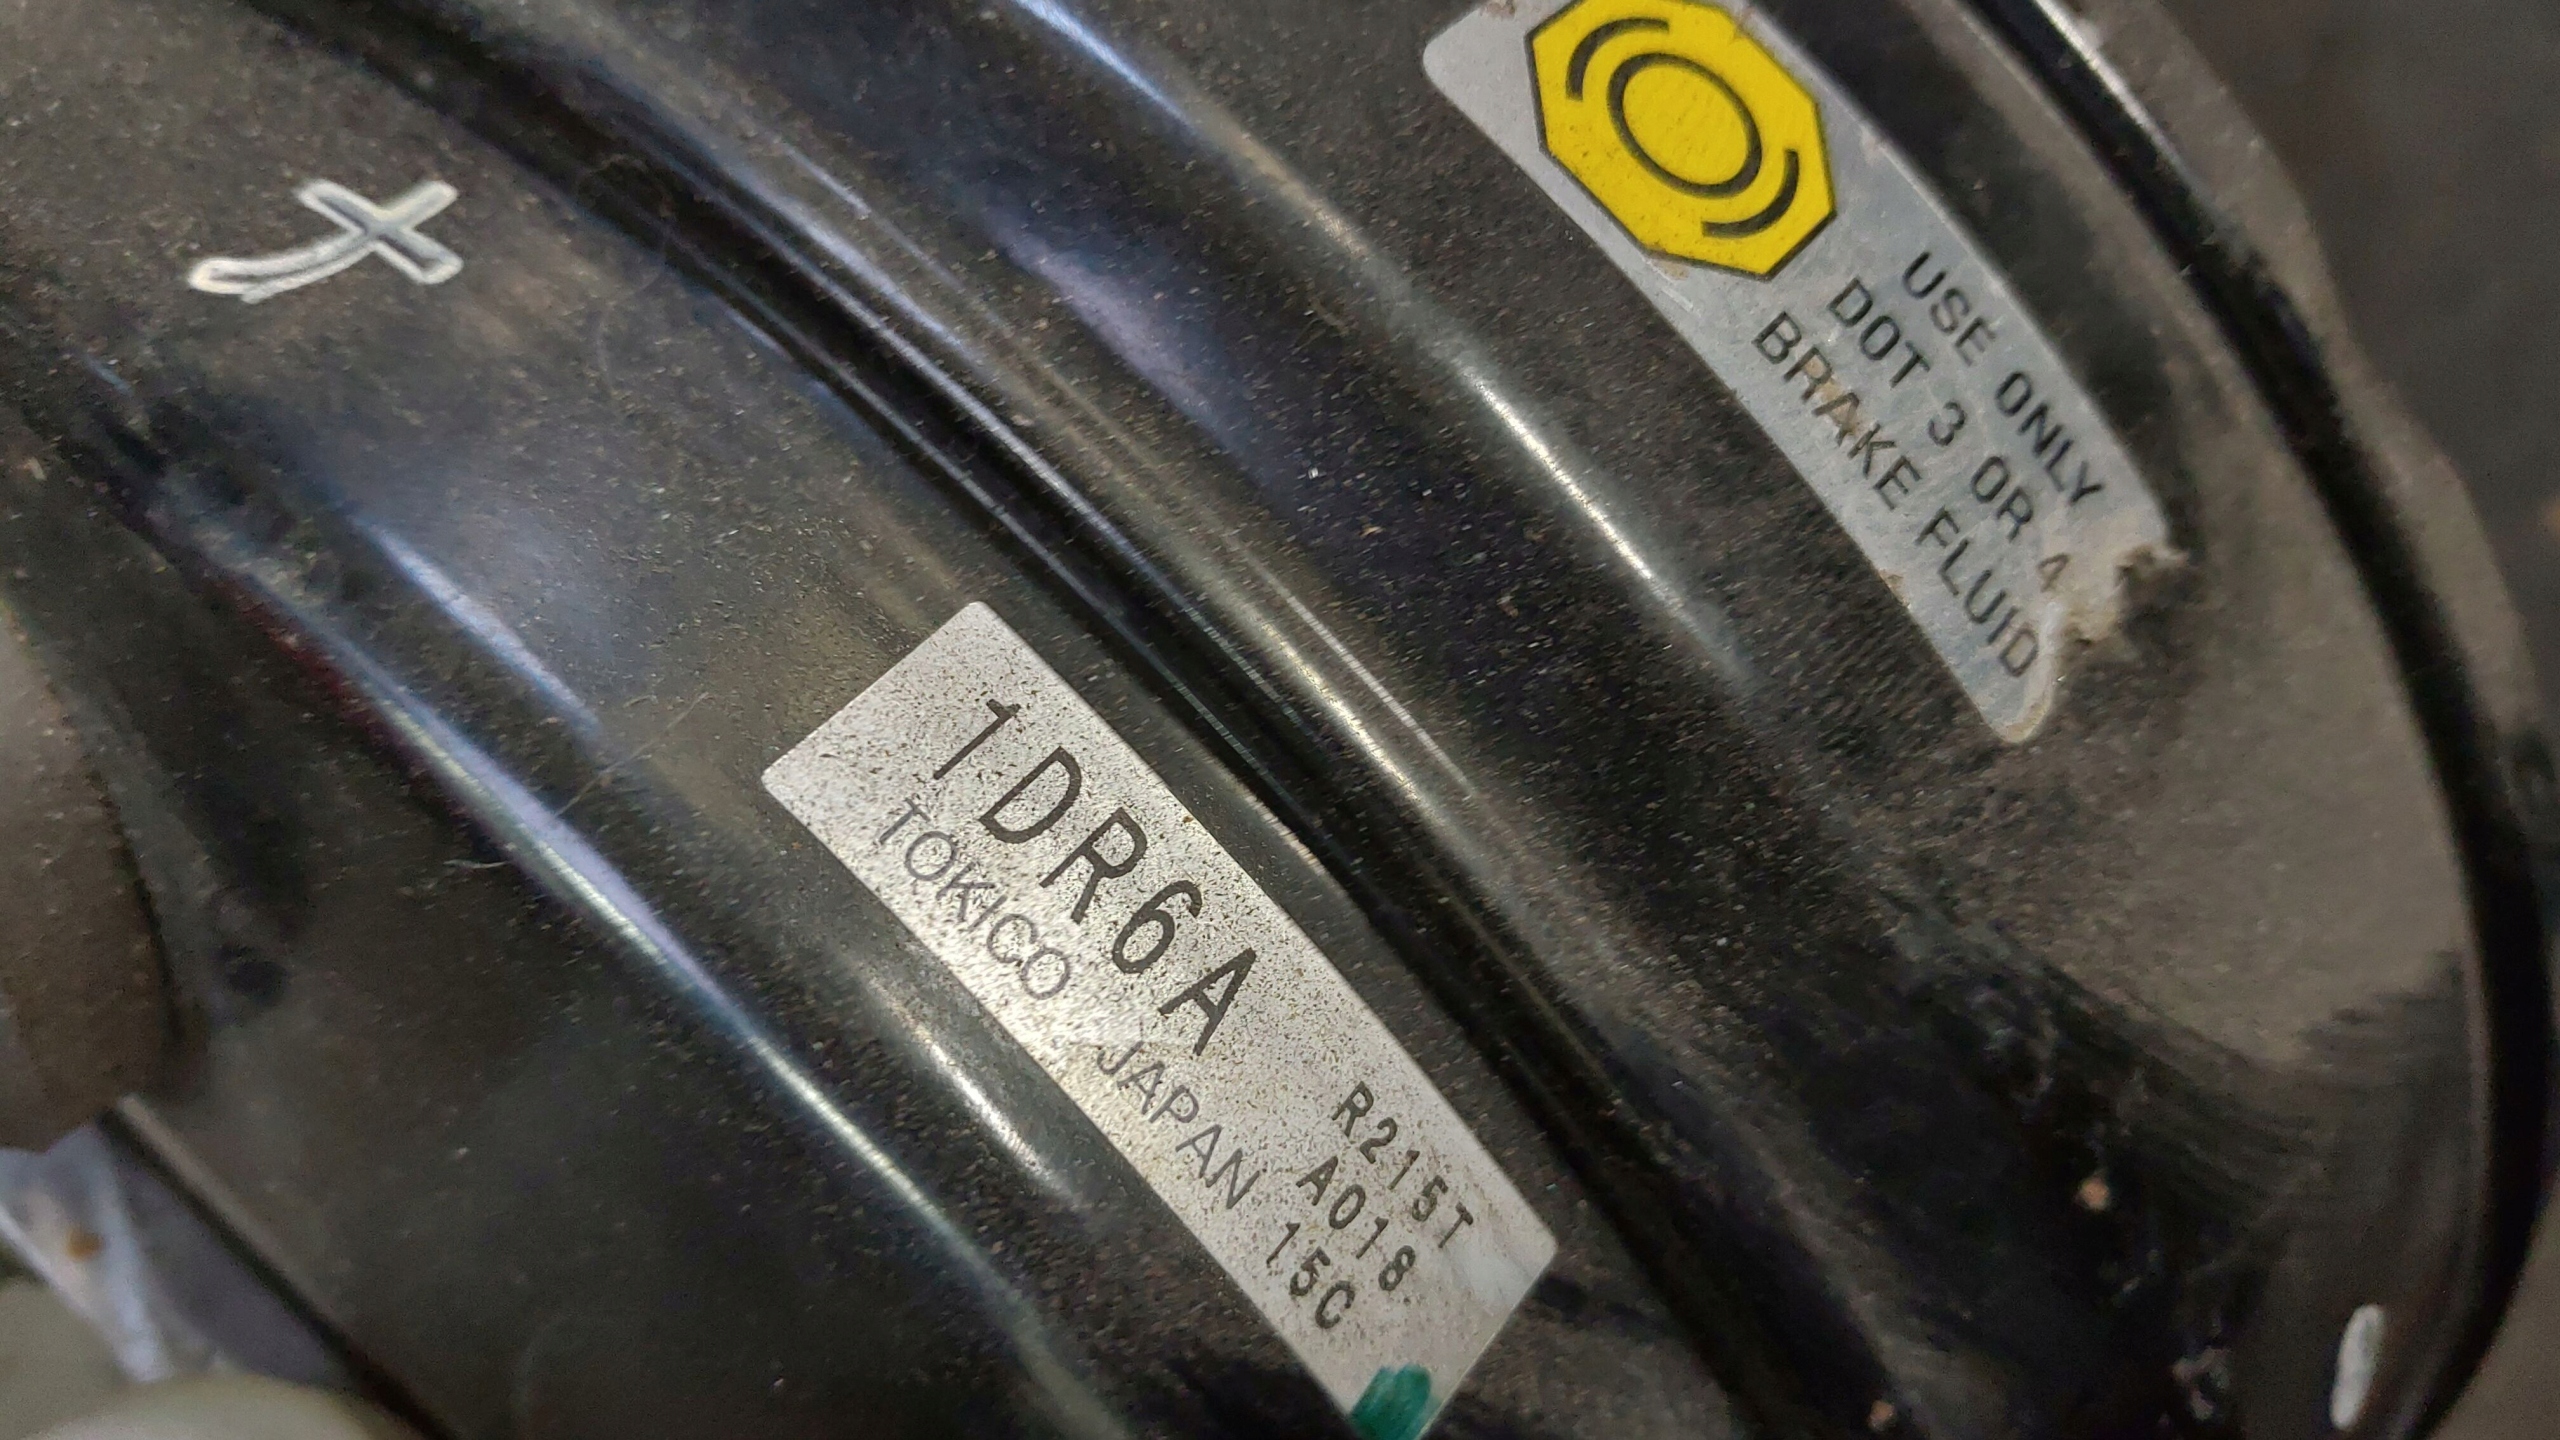 USE ONLY
DOT 3 OR 4
BRAKE FLUID
1DR6A
TOKICO JAPAN
R215T
A018
15C